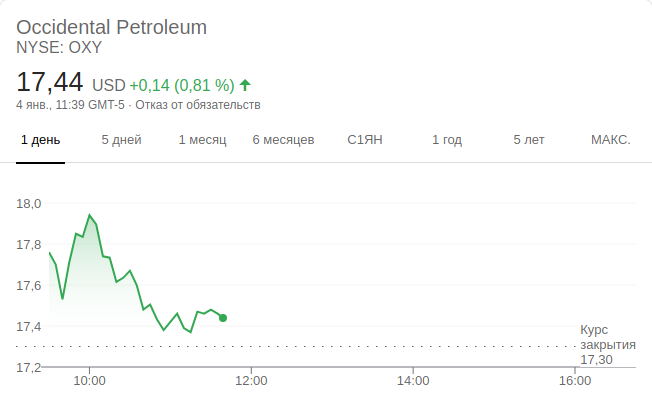 Occidental Petroleum
NYSE: OXY
17,44 USD +0,14 (0,81 %)
4 янв., 11:39 GMT-5 · Отказ от обязательств
1 день 5 дней 1 месяц 6 месяцев С1ЯН 1 год 5 лет МАКС.
18,0
17,8
17,6
17,4
Курс
закрытия
17,30
17,2
10:00 12:00 14:00 16:00